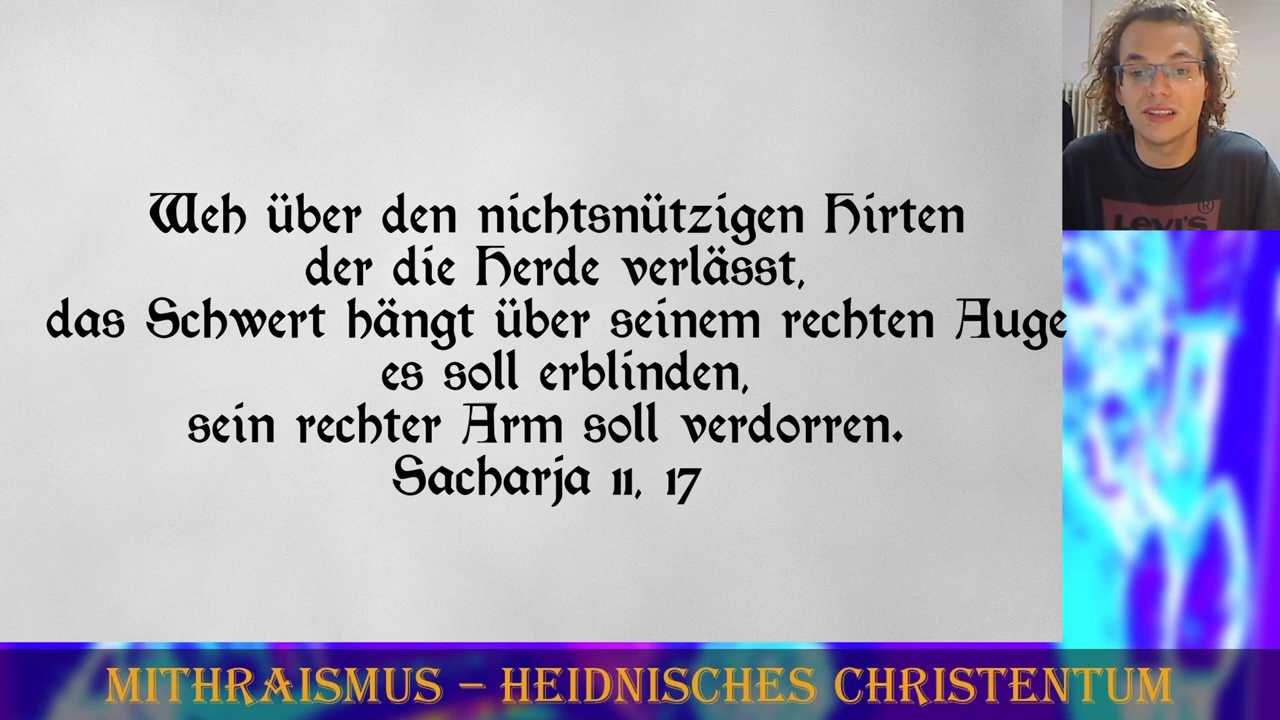 Weh über den nichtsnützigen Hirten
der die Herde verlässt,
das Schwert hängt über seinem rechten Auge
es soll erblinden,
sein rechter Arm soll verdorren.
Sacharja 11, 17
Levi's ®
MITHRAISMUS – HEIDNISCHES CHRISTENTUM